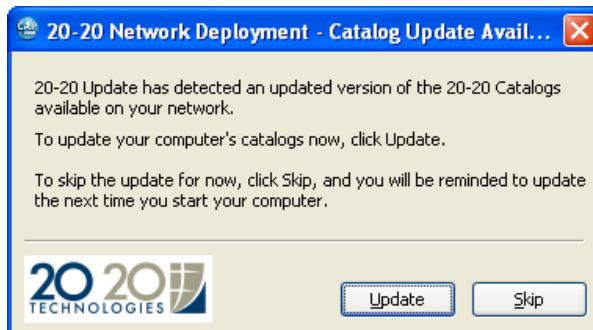 20-20 Network Deployment - Catalog Update Avail...
20-20 Update has detected an updated version of the 20-20 Catalogs
available on your network.
To update your computer's catalogs now, click Update.
To skip the update for now, click Skip, and you will be reminded to update
the next time you start your computer.
20 20
TECHNOLOGIES
Update
Skip